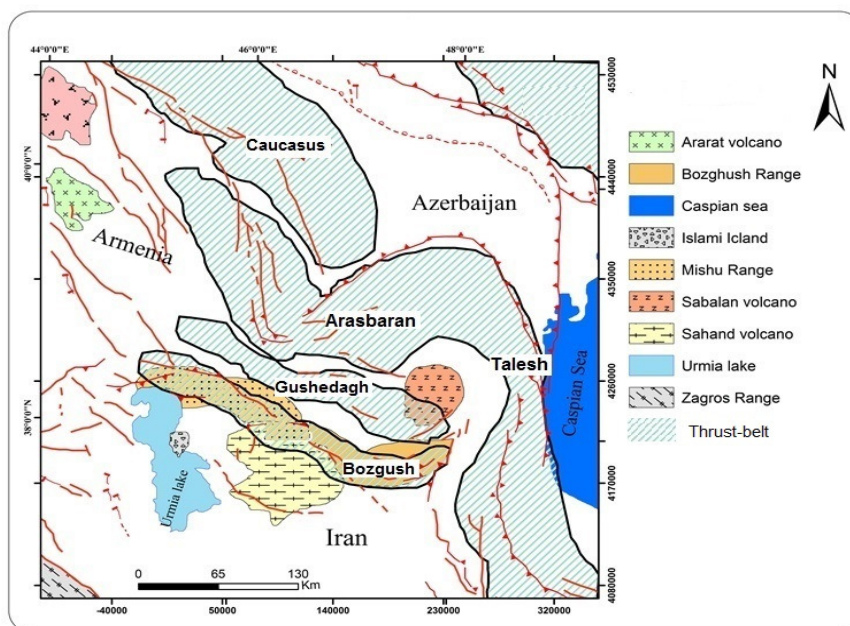 44°0'0"E
46°0'0"E
48°0'0"E
N
4530000
4440000
4350000
4260000
4170000
4080000
40°0'0"N
38°0'0"N
Caucasus
Azerbaijan
Armenia
Arasbaran
Talesh
Gushedagh
Caspian Sea
Bozgush
Urmia lake
Iran
0 65 130
Km
-40000 50000 140000 230000 320000
Ararat volcano
Bozghush Range
Caspian sea
Islami Icland
Mishu Range
Sabalan volcano
Sahand volcano
Urmia lake
Zagros Range
Thrust-belt